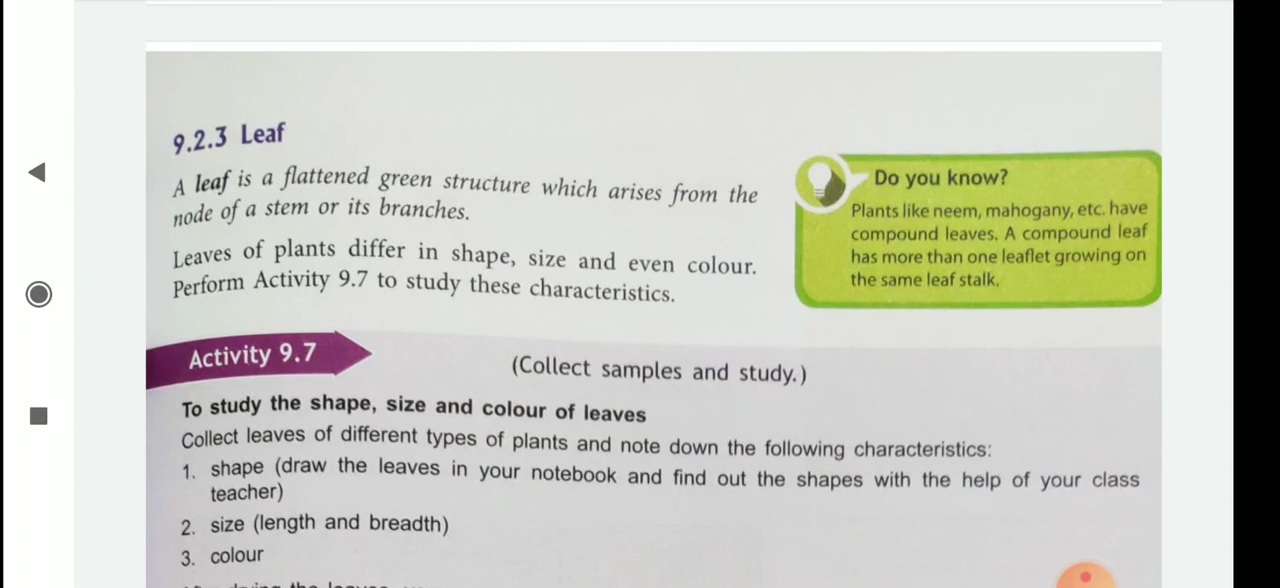 9.2.3 Leaf
A leaf is a flattened green structure which arises from the
node of a stem or its branches.
Leaves of plants differ in shape, size and even colour.
Perform Activity 9.7 to study these characteristics.
Do you know?
Plants like neem, mahogany, etc. have
compound leaves. A compound leaf
has more than one leaflet growing on
the same leaf stalk.
Activity 9.7
(Collect samples and study.)
To study the shape, size and colour of leaves
Collect leaves of different types of plants and note down the following characteristics:
1. shape (draw the leaves in your notebook and find out the shapes with the help of your class
teacher)
2. size (length and breadth)
3. colour